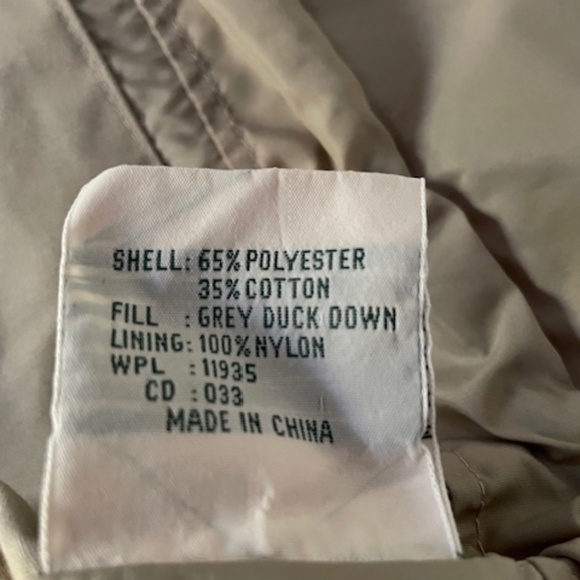 SHELL: 65% POLYESTER
35% COTTON
FILL : GREY DUCK DOWN
LINING: 100% NYLON
WPL : 11935
CD : 033
MADE IN CHINA